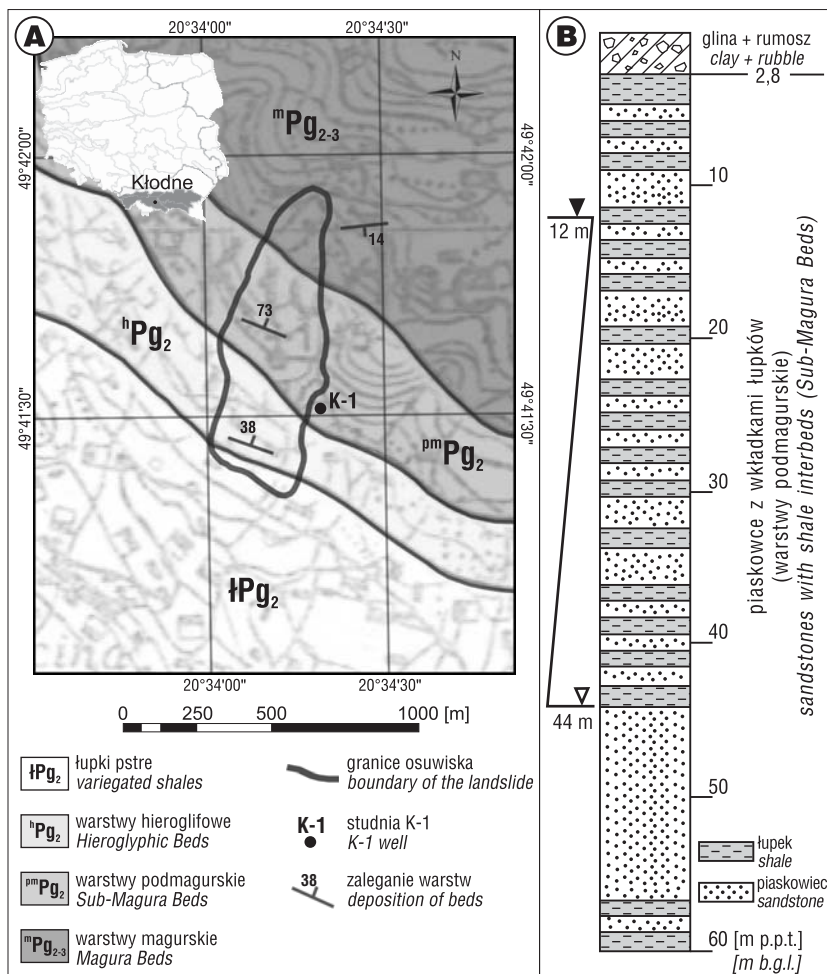 A
20°34'00"
20°34'30"
N
49°42'00"
49°42'00"
Kłodne
mPg2-3
14
73
hPg2
K-1
49°41'30"
49°41'30"
38
pmPg2
łPg2
20°34'00"
20°34'30"
0 250 500 1000 [m]
łPg2
łupki pstre
variegated shales
hPg2
warstwy hieroglifowe
Hieroglyphic Beds
pmPg2
warstwy podmagurskie
Sub-Magura Beds
mPg2-3
warstwy magurskie
Magura Beds
granice osuwiska
boundary of the landslide
K-1
studnia K-1
K-1 well
38
zaleganie warstw
deposition of beds
B
glina + rumosz
clay + rubble
2,8
10
12 m
20
30
40
44 m
50
60 [m p.p.t.]
[m b.g.l.]
piaskowce z wkładkami łupków
(warstwy podmagurskie)
sandstones with shale interbeds (Sub-Magura Beds)
łupek
shale
piaskowiec
sandstone